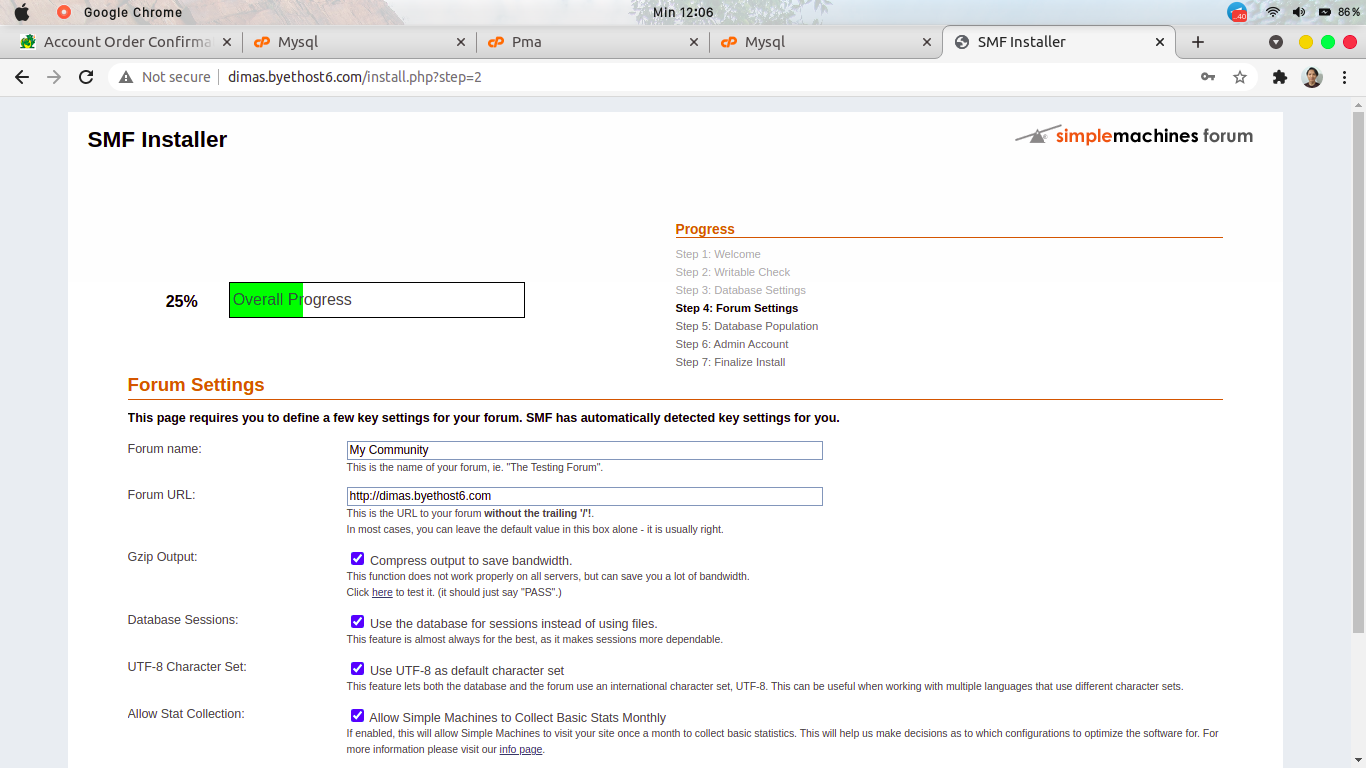 Google Chrome
Min 12:06
86%
Account Order Confirma
Mysql
Pma
Mysql
SMF Installer
Not secure
dimas.byethost6.com/install.php?step=2
SMF Installer
simplemachines forum
Progress
Step 1: Welcome
Step 2: Writable Check
Step 3: Database Settings
Step 4: Forum Settings
Step 5: Database Population
Step 6: Admin Account
Step 7: Finalize Install
25%
Overall Progress
Forum Settings
This page requires you to define a few key settings for your forum. SMF has automatically detected key settings for you.
Forum name:
My Community
This is the name of your forum, ie. "The Testing Forum".
Forum URL:
http://dimas.byethost6.com
This is the URL to your forum without the trailing '/'!.
In most cases, you can leave the default value in this box alone - it is usually right.
Gzip Output:
Compress output to save bandwidth.
This function does not work properly on all servers, but can save you a lot of bandwidth.
Click here to test it. (it should just say "PASS".)
Database Sessions:
Use the database for sessions instead of using files.
This feature is almost always for the best, as it makes sessions more dependable.
UTF-8 Character Set:
Use UTF-8 as default character set
This feature lets both the database and the forum use an international character set, UTF-8. This can be useful when working with multiple languages that use different character sets.
Allow Stat Collection:
Allow Simple Machines to Collect Basic Stats Monthly
If enabled, this will allow Simple Machines to visit your site once a month to collect basic statistics. This will help us make decisions as to which configurations to optimize the software for. For
more information please visit our info page.